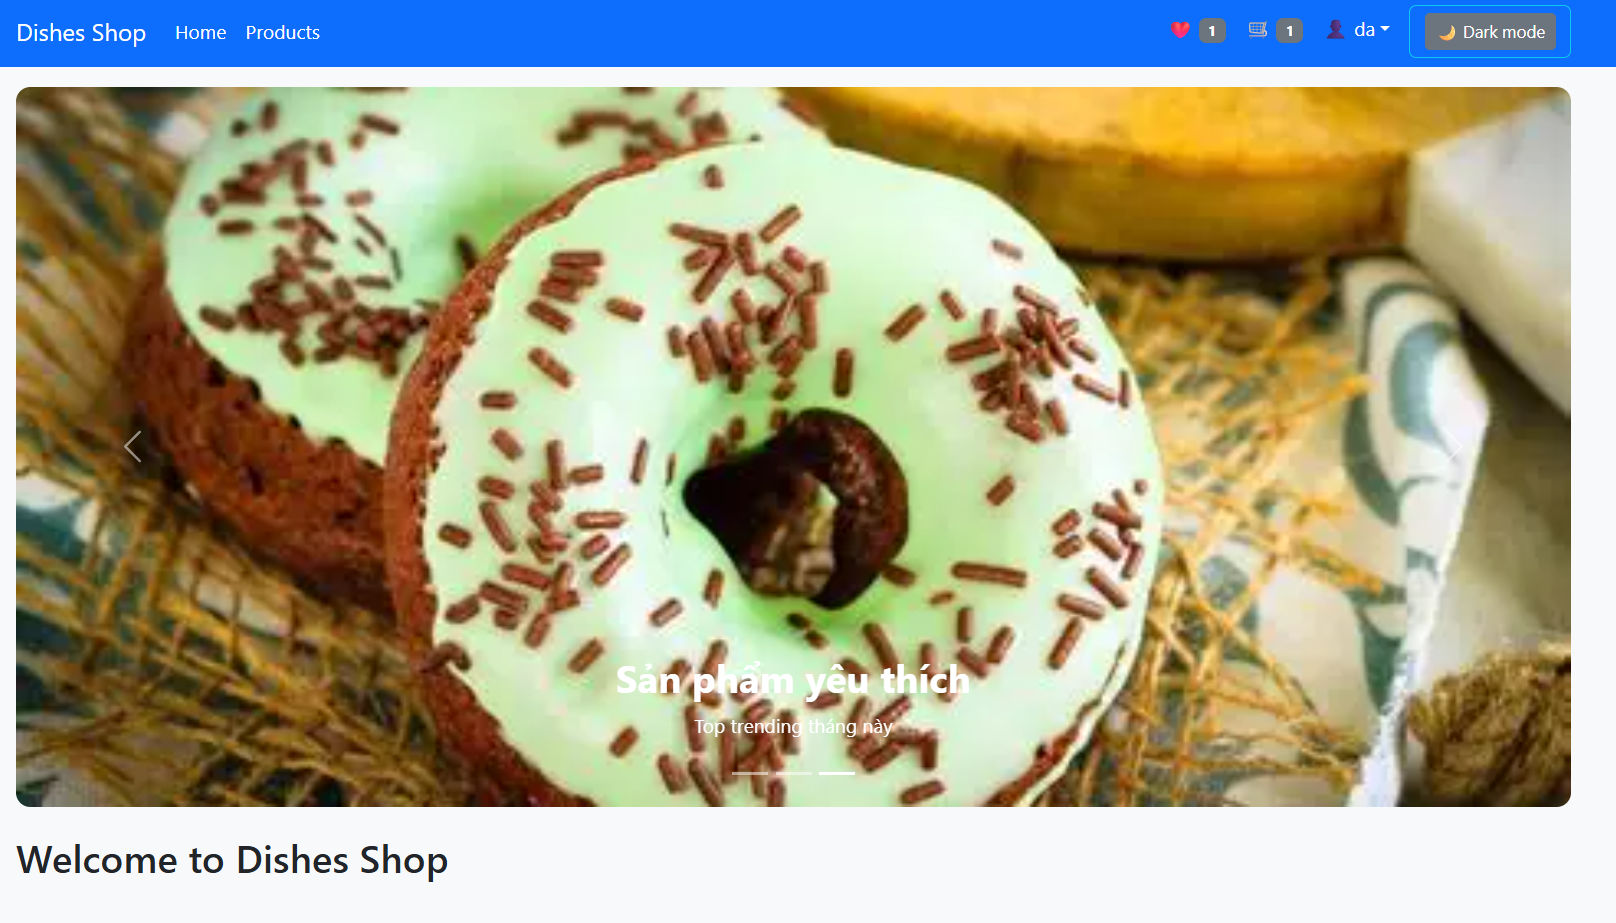 Dishes Shop Home Products 1 1 da Dark mode
Sản phẩm yêu thích
Top trending tháng này
Welcome to Dishes Shop